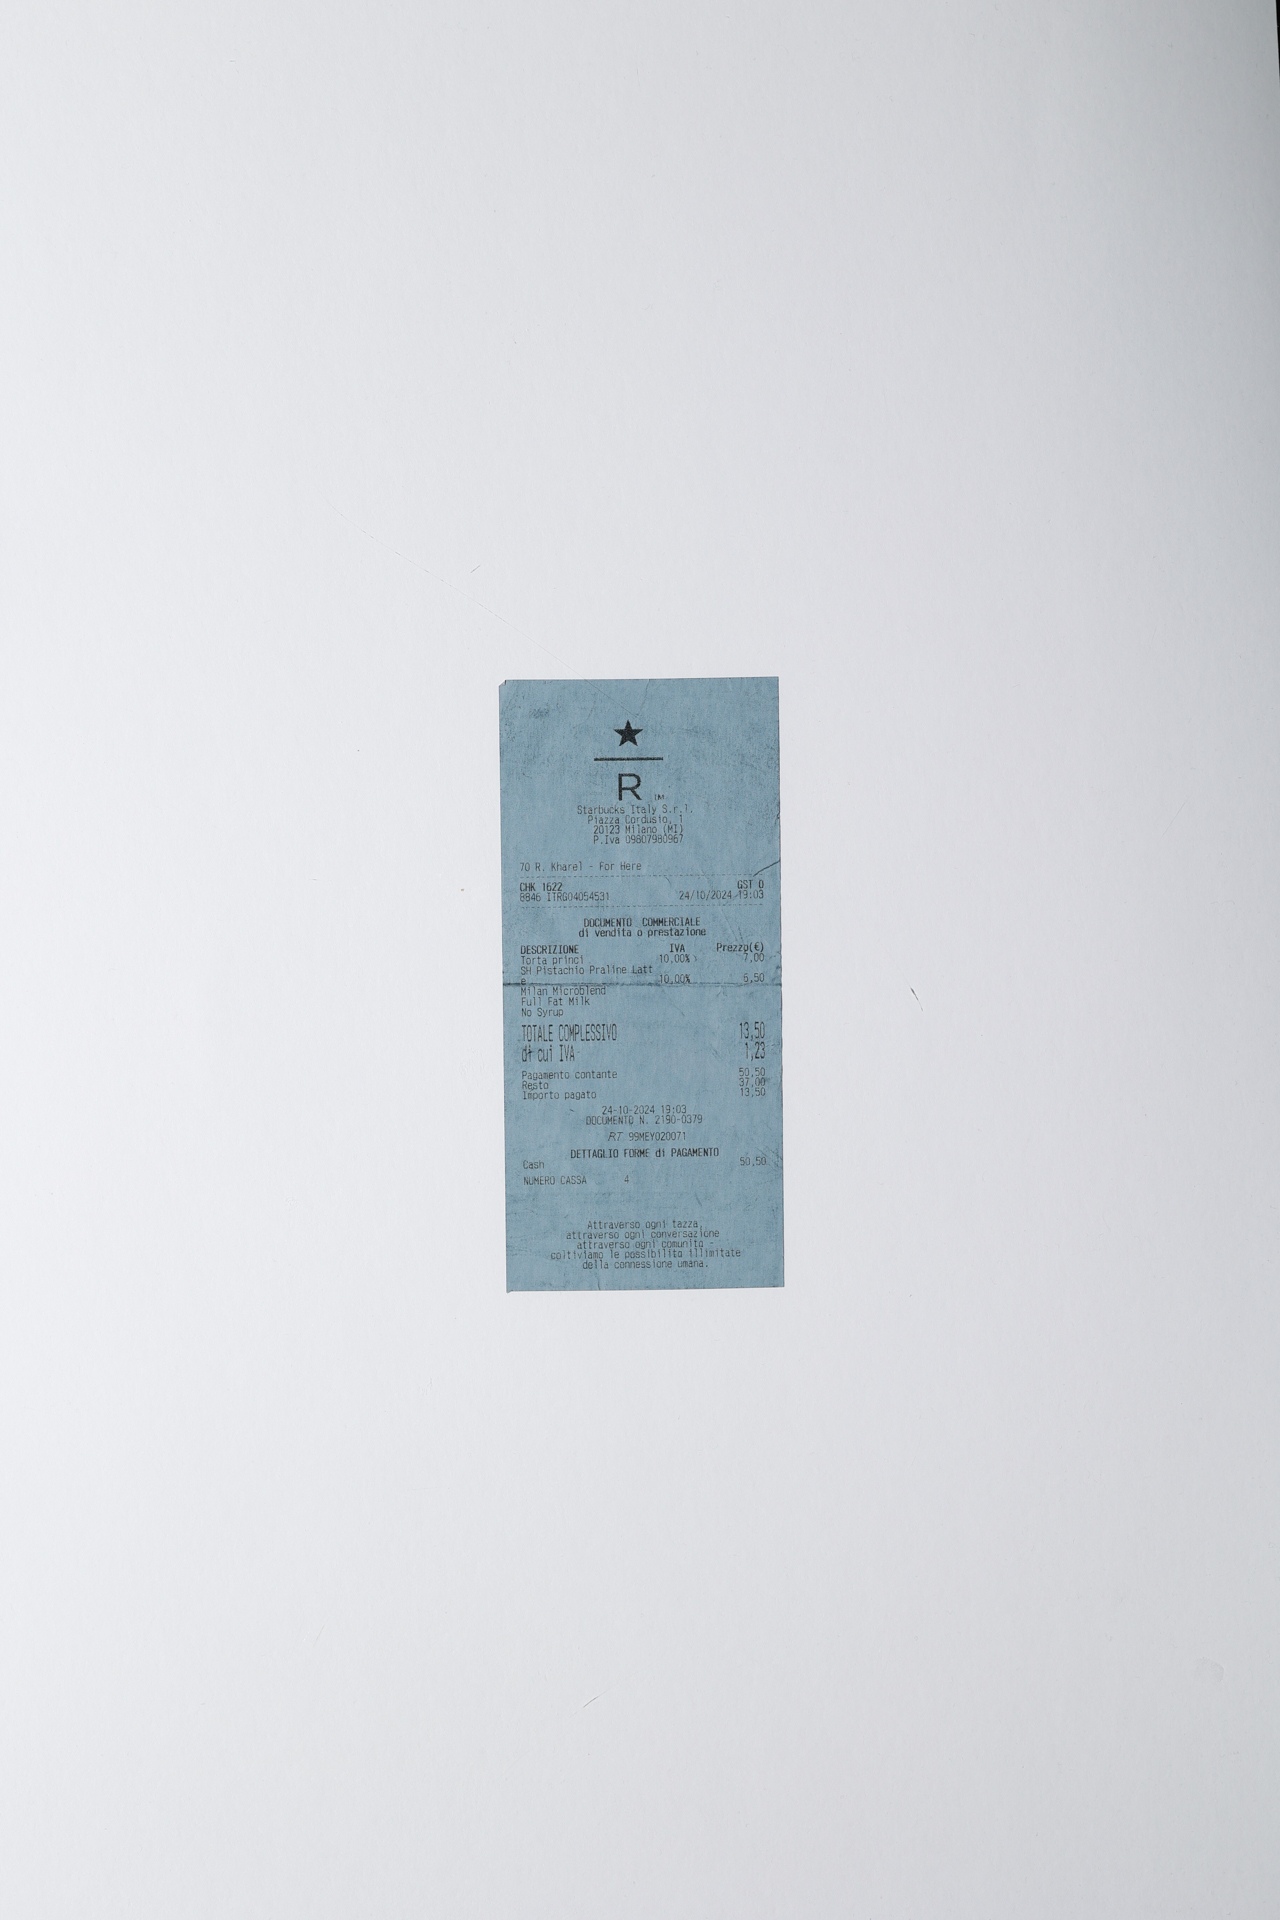 R TM
Starbucks Italy S.r.l.
Piazza Cordusio, 1
20123 Milano (MI)
P.Iva 09807980967
70 R. Kharel - For Here
CHK 1622 GST 0
8846 ITRG04054531 24/10/2024 19:03
DOCUMENTO COMMERCIALE
di vendita o prestazione
DESCRIZIONE IVA Prezzo(€)
Torta princi 10,00% 7,00
SH Pistachio Praline Latt
e 10,00% 6,50
Milan Microblend
Full Fat Milk
No Syrup
TOTALE COMPLESSIVO 13,50
di cui IVA 1,23
Pagamento contante 50,50
Resto 37,00
Importo pagato 13,50
24-10-2024 19:03
DOCUMENTO N. 2190-0379
RT 99MEY020071
DETTAGLIO FORME di PAGAMENTO
Cash 50,50
NUMERO CASSA 4
Attraverso ogni tazza,
attraverso ogni conversazione
attraverso ogni comunita -
coltiviamo le possibilita illimitate
della connessione umana.